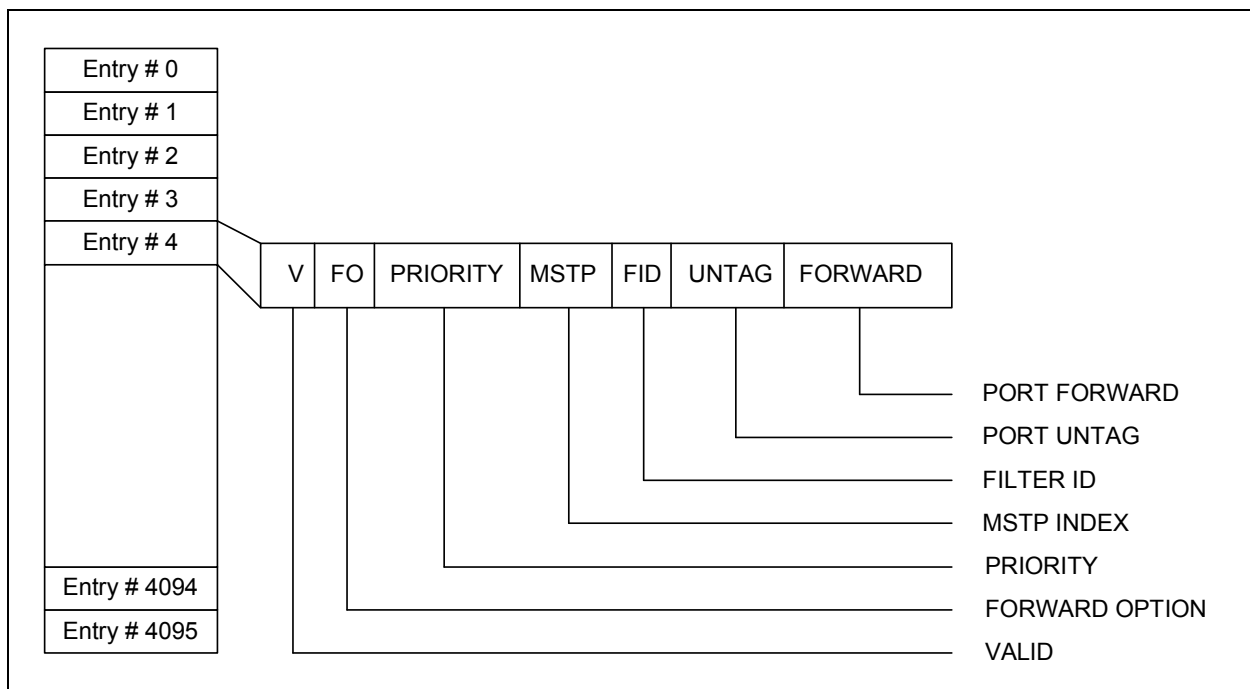 Entry # 0
Entry # 1
Entry # 2
Entry # 3
Entry # 4
V FO PRIORITY MSTP FID UNTAG FORWARD
PORT FORWARD
PORT UNTAG
FILTER ID
MSTP INDEX
PRIORITY
FORWARD OPTION
VALID
Entry # 4094
Entry # 4095